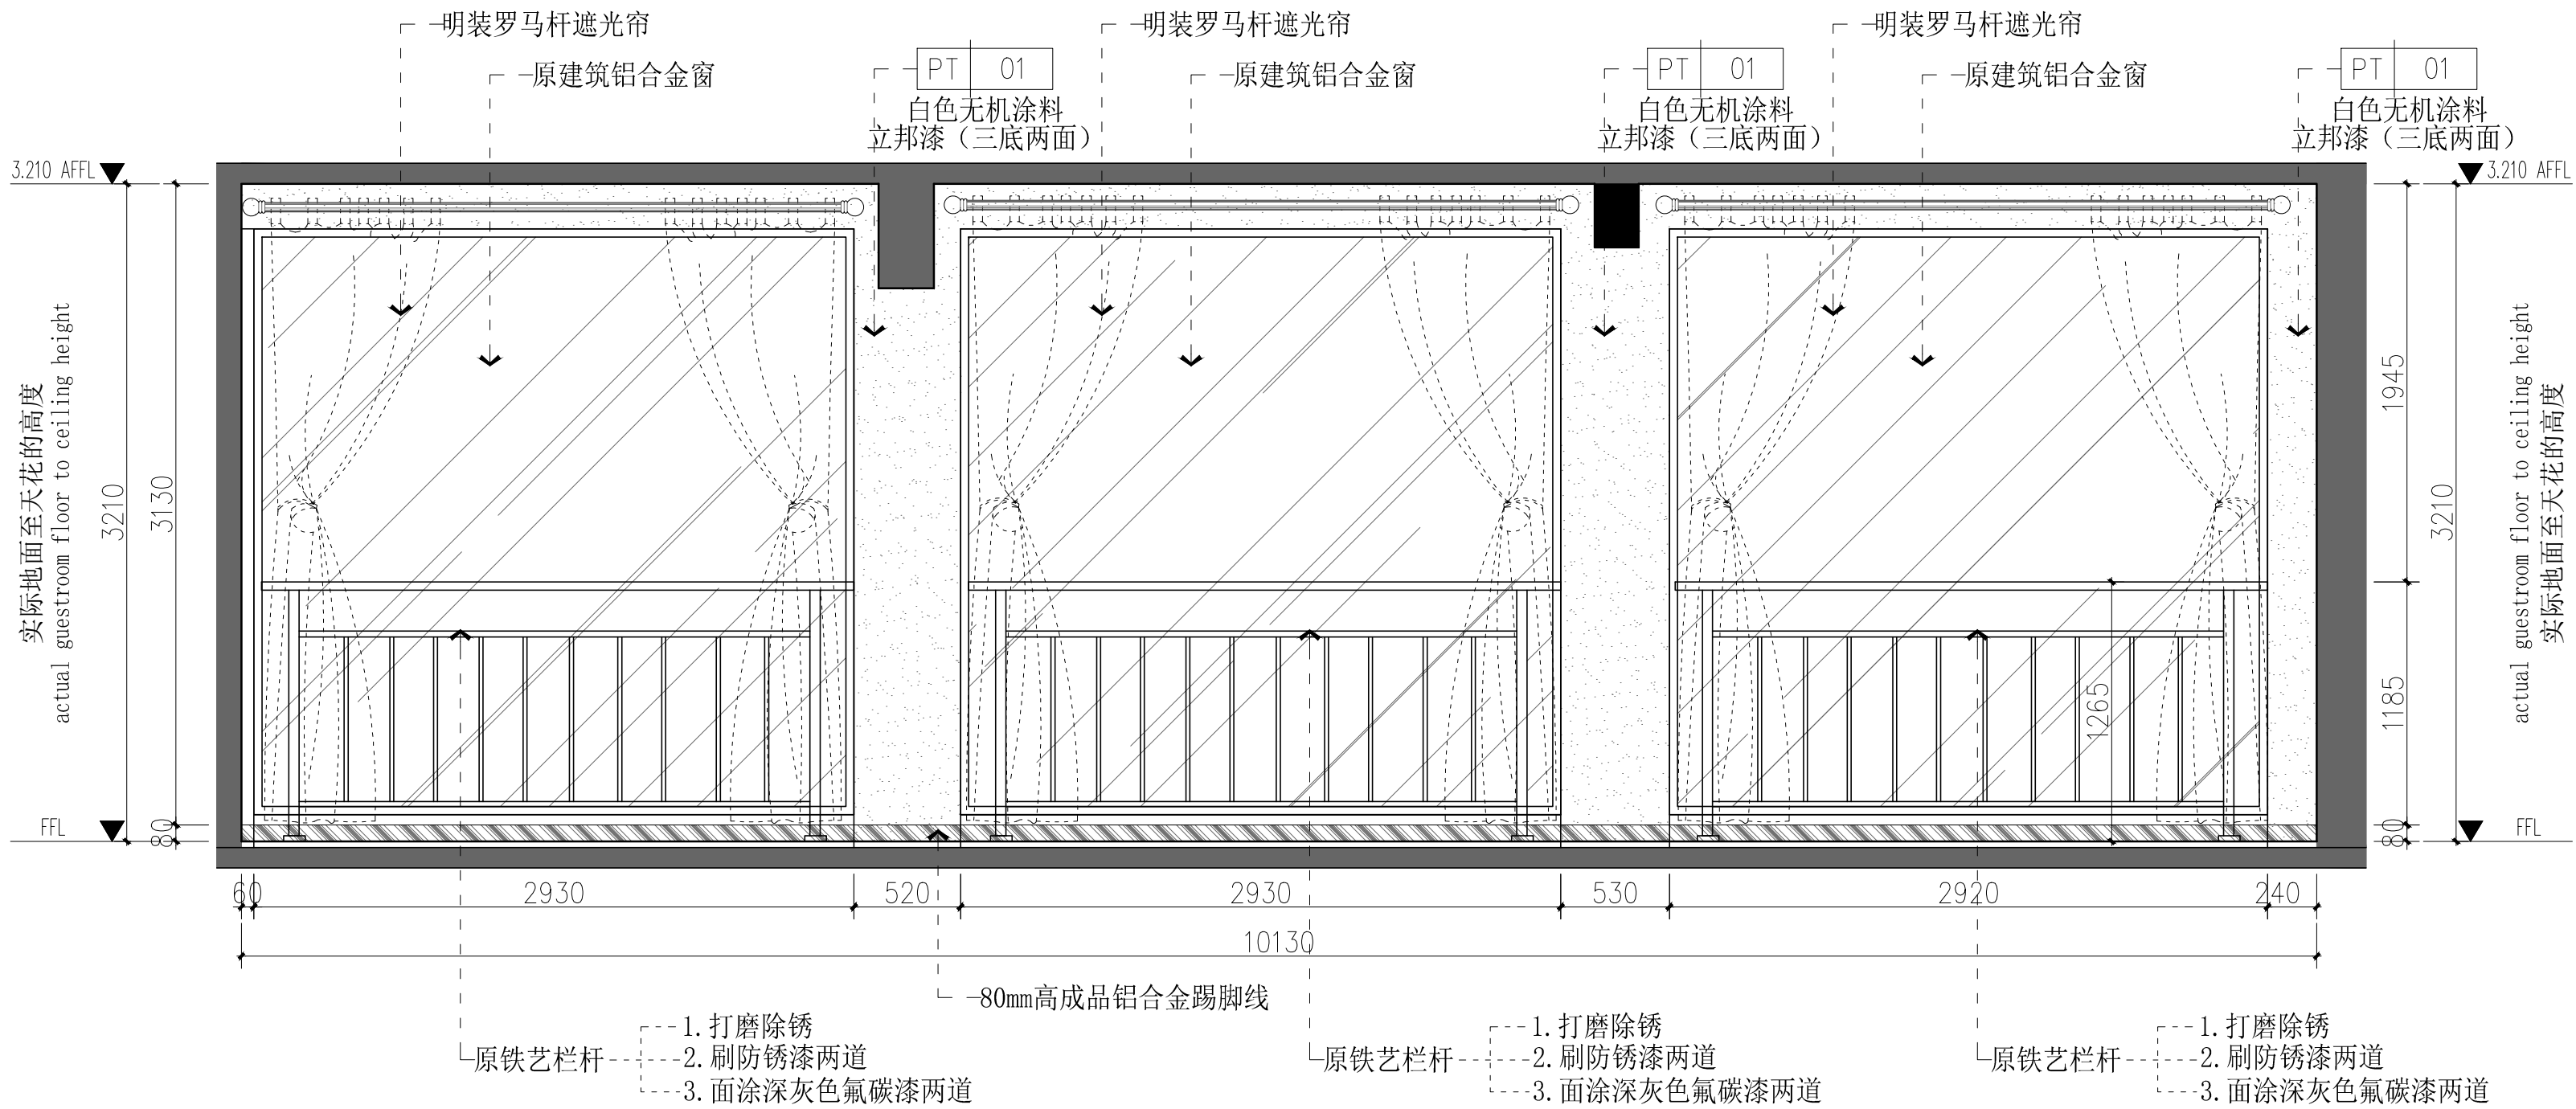 明装罗马杆遮光帘
明装罗马杆遮光帘
明装罗马杆遮光帘
原建筑铝合金窗
PT 01
原建筑铝合金窗
PT 01
原建筑铝合金窗
PT 01
白色无机涂料
立邦漆（三底两面）
白色无机涂料
立邦漆（三底两面）
白色无机涂料
立邦漆（三底两面）
3.210 AFFL
3.210 AFFL
实际地面至天花的高度
actual guestroom floor to ceiling height
3210
3130
80
FFL
1945
1185
1265
80
3210
actual guestroom floor to ceiling height
实际地面至天花的高度
FFL
60
2930
520
2930
530
2920
240
10130
80mm高成品铝合金踢脚线
原铁艺栏杆
1.打磨除锈
2.刷防锈漆两道
3.面涂深灰色氟碳漆两道
原铁艺栏杆
1.打磨除锈
2.刷防锈漆两道
3.面涂深灰色氟碳漆两道
原铁艺栏杆
1.打磨除锈
2.刷防锈漆两道
3.面涂深灰色氟碳漆两道